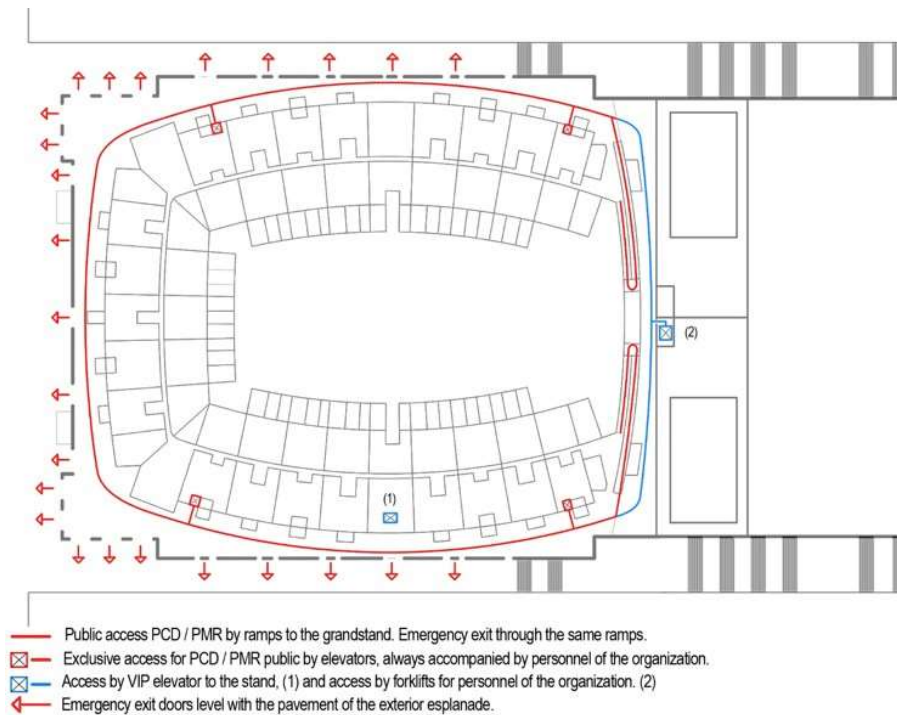 (2)
(1)
Public access PCD / PMR by ramps to the grandstand. Emergency exit through the same ramps.
Exclusive access for PCD / PMR public by elevators, always accompanied by personnel of the organization.
Access by VIP elevator to the stand, (1) and access by forklifts for personnel of the organization. (2)
Emergency exit doors level with the pavement of the exterior esplanade.